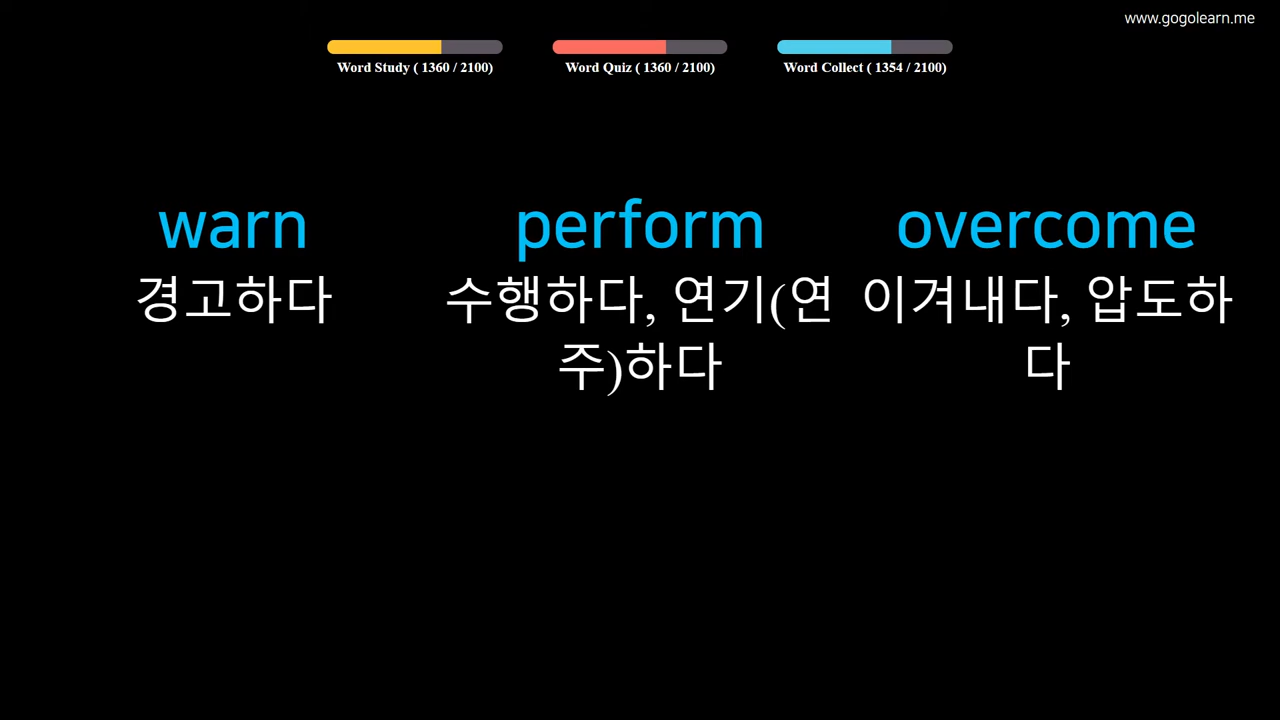 www.gogolearn.me
Word Study ( 1360 / 2100)
Word Quiz ( 1360 / 2100)
Word Collect ( 1354 / 2100)
warn
경고하다
perform
수행하다, 연기(연
주)하다
overcome
이겨내다, 압도하
다